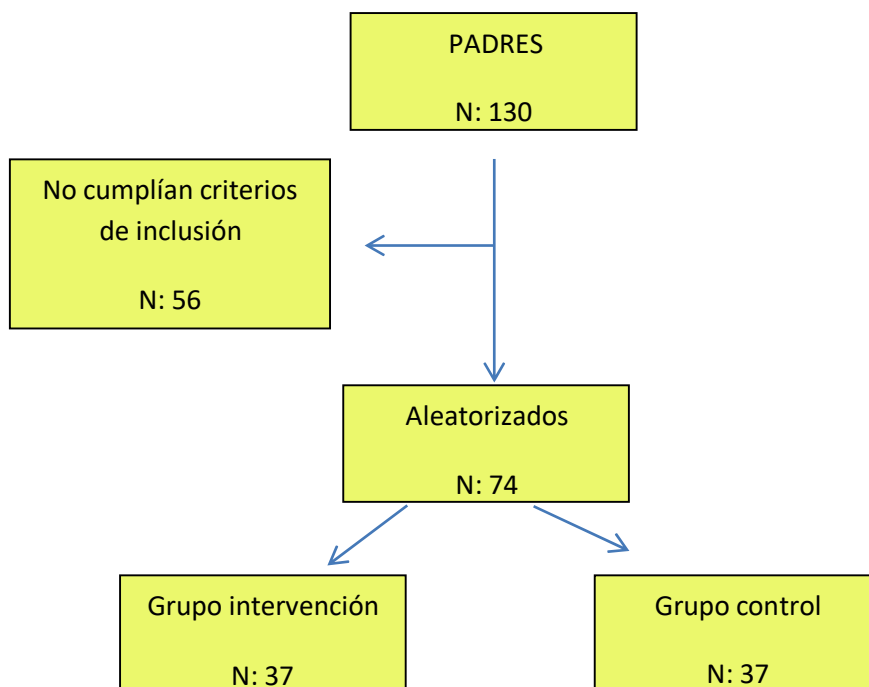 PADRES
N: 130
No cumplían criterios
de inclusión
N: 56
Aleatorizados
N: 74
Grupo intervención
N: 37
Grupo control
N: 37